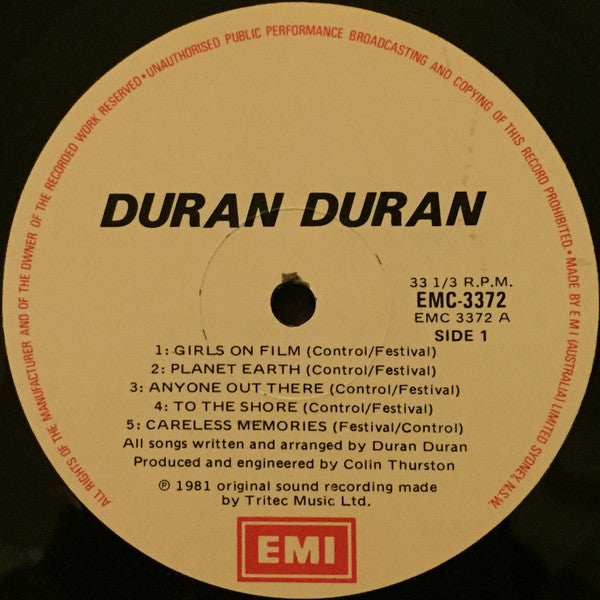 ALL RIGHTS OF THE MANUFACTURER AND OF THE OWNER OF THE RECORDED WORK RESERVED • UNAUTHORISED PUBLIC PERFORMANCE BROADCASTING AND COPYING OF THIS RECORD PROHIBITED • MADE BY E M I (AUSTRALIA) LIMITED SYDNEY, N.S.W.
DURAN DURAN
33 1/3 R.P.M.
EMC-3372
EMC 3372 A
SIDE 1
1: GIRLS ON FILM (Control/Festival)
2: PLANET EARTH (Control/Festival)
3: ANYONE OUT THERE (Control/Festival)
4: TO THE SHORE (Control/Festival)
5: CARELESS MEMORIES (Festival/Control)
All songs written and arranged by Duran Duran
Produced and engineered by Colin Thurston
℗ 1981 original sound recording made
by Tritec Music Ltd.
EMI